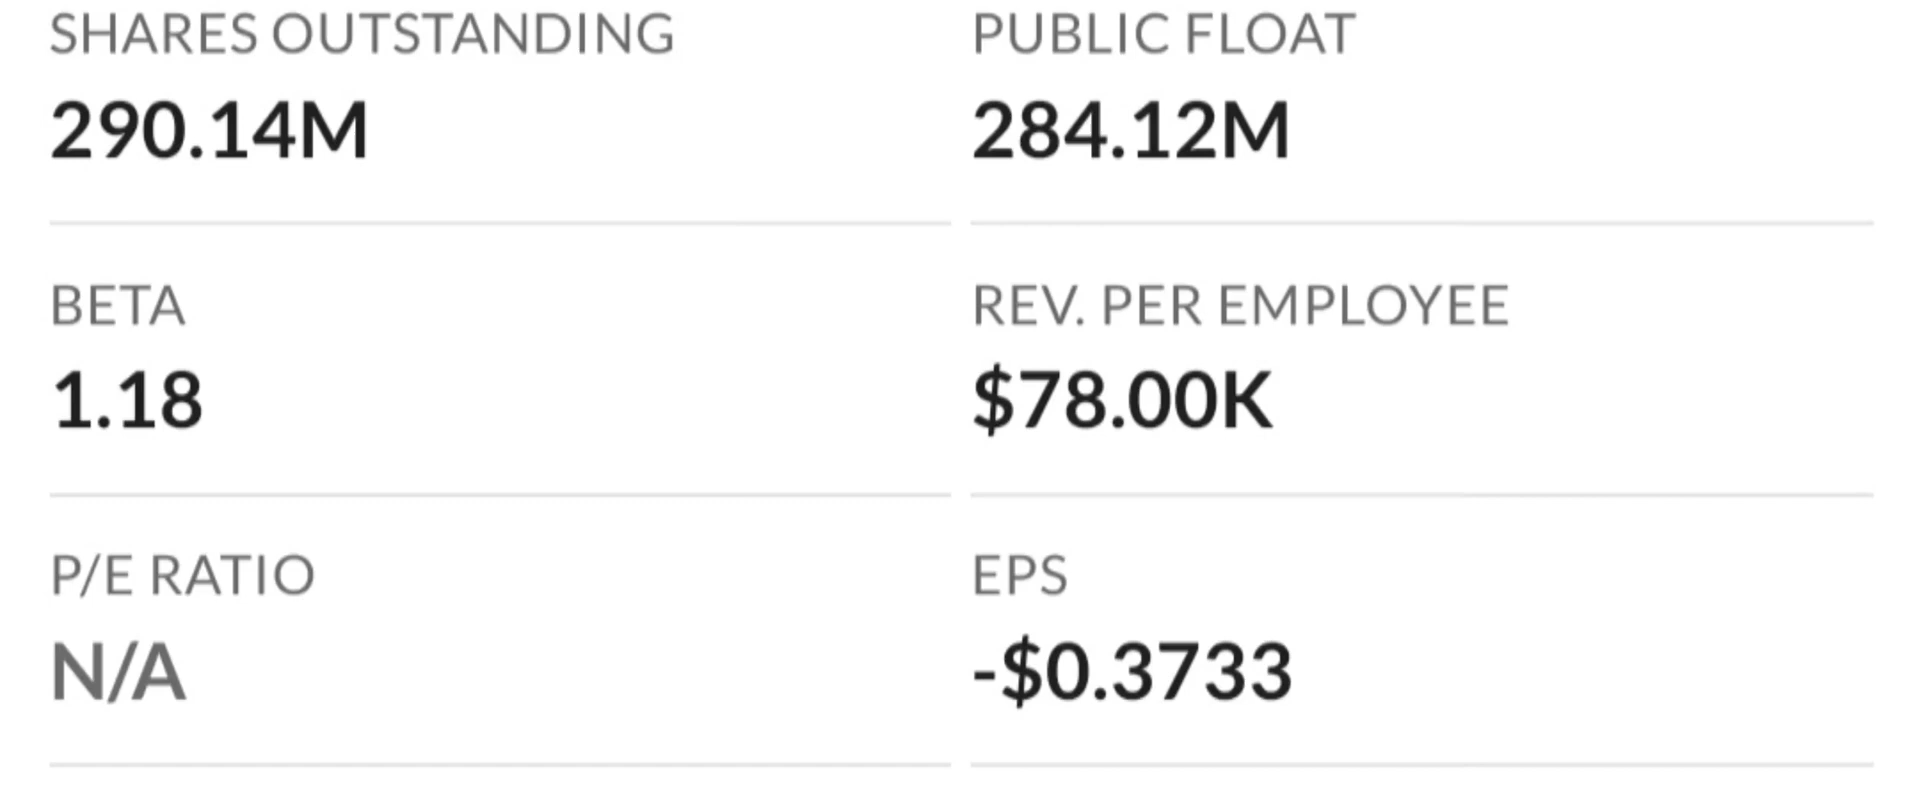 SHARES OUTSTANDING
290.14M
PUBLIC FLOAT
284.12M
BETA
1.18
REV. PER EMPLOYEE
$78.00K
P/E RATIO
N/A
EPS
-$0.3733